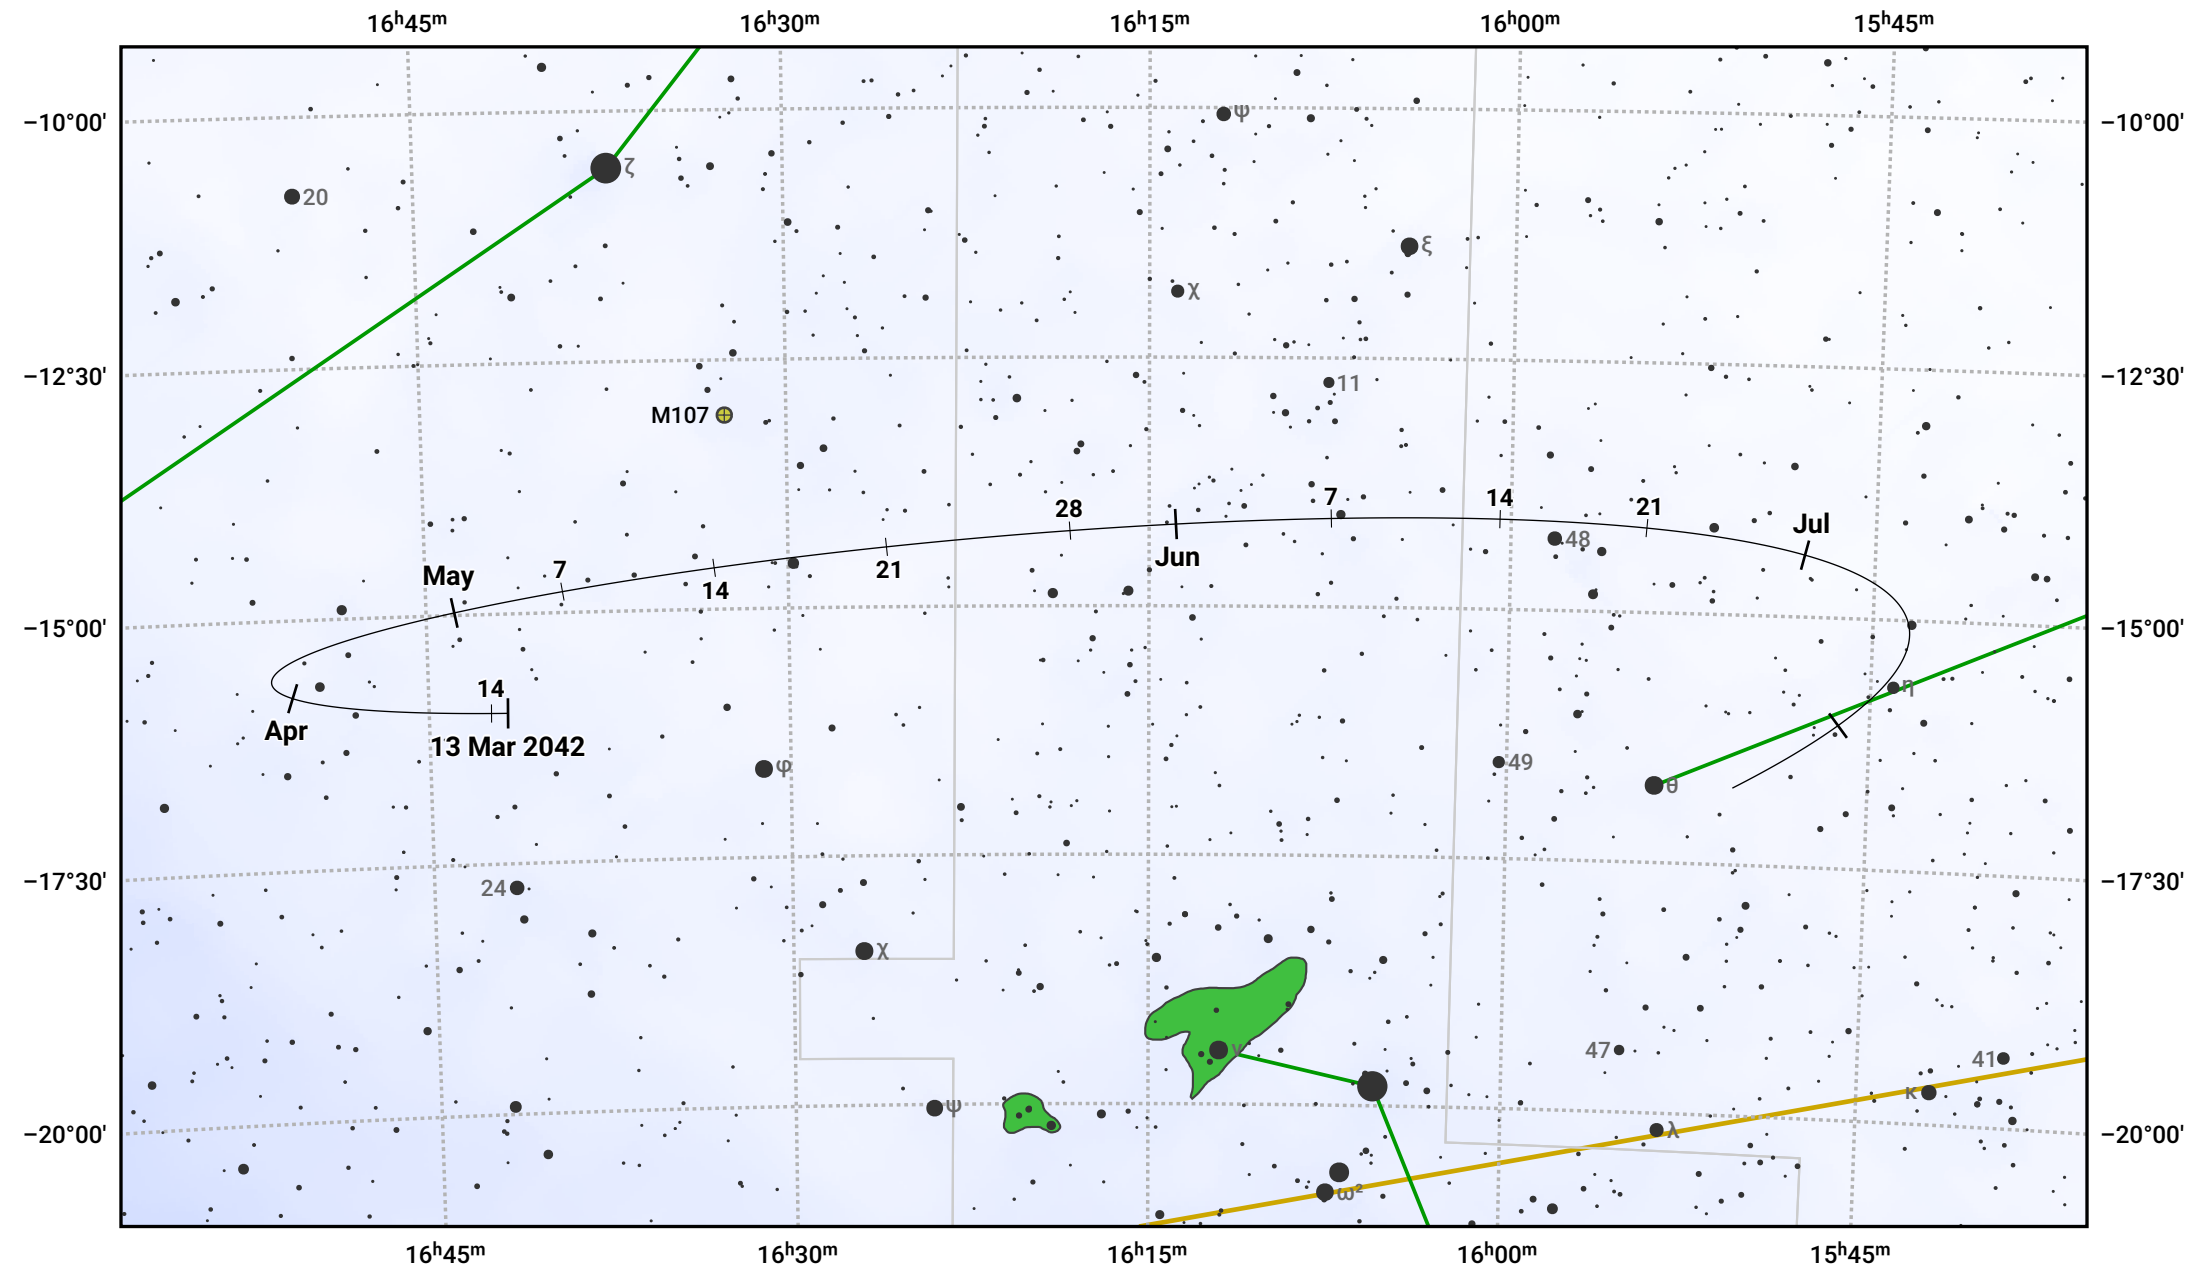 16ʰ45ᵐ 16ʰ30ᵐ 16ʰ15ᵐ 16ʰ00ᵐ 15ʰ45ᵐ
−10°00' ψ −10°00'
ζ
20
ξ
χ
−12°30' 11 −12°30'
M107
7 14
28 21 Jul
48
May 7 21 Jun
14
−15°00' −15°00'
14 η
Apr
13 Mar 2042
φ 49
θ
−17°30' 24 −17°30'
χ
ν 47 41
κ
ψ
−20°00' λ −20°00'
ω²
16ʰ45ᵐ 16ʰ30ᵐ 16ʰ15ᵐ 16ʰ00ᵐ 15ʰ45ᵐ